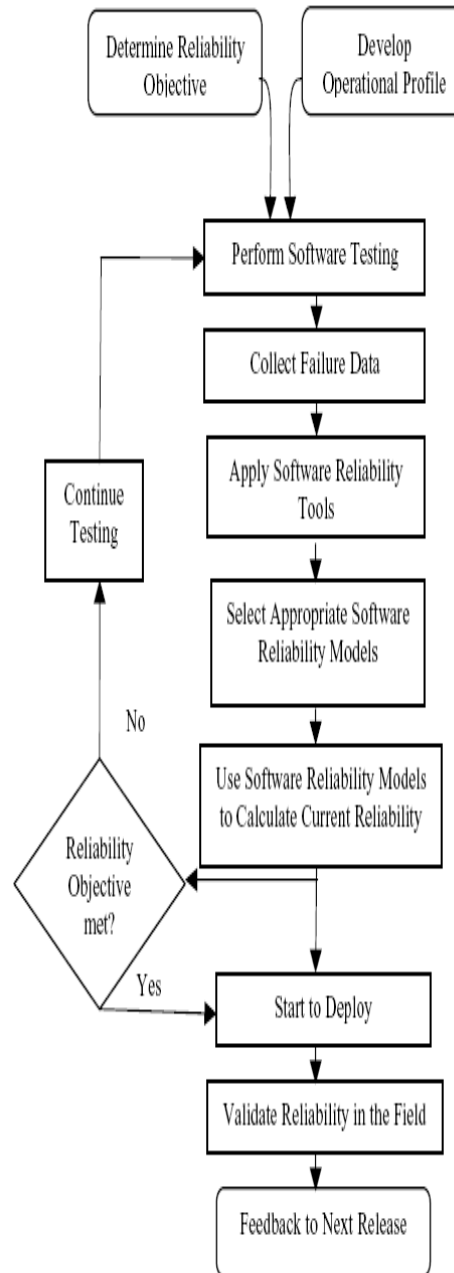 Determine Reliability
Objective
Develop
Operational Profile
Perform Software Testing
Collect Failure Data
Apply Software Reliability
Tools
Continue
Testing
Select Appropriate Software
Reliability Models
No
Use Software Reliability Models
to Calculate Current Reliability
Reliability
Objective
met?
Yes
Start to Deploy
Validate Reliability in the Field
Feedback to Next Release